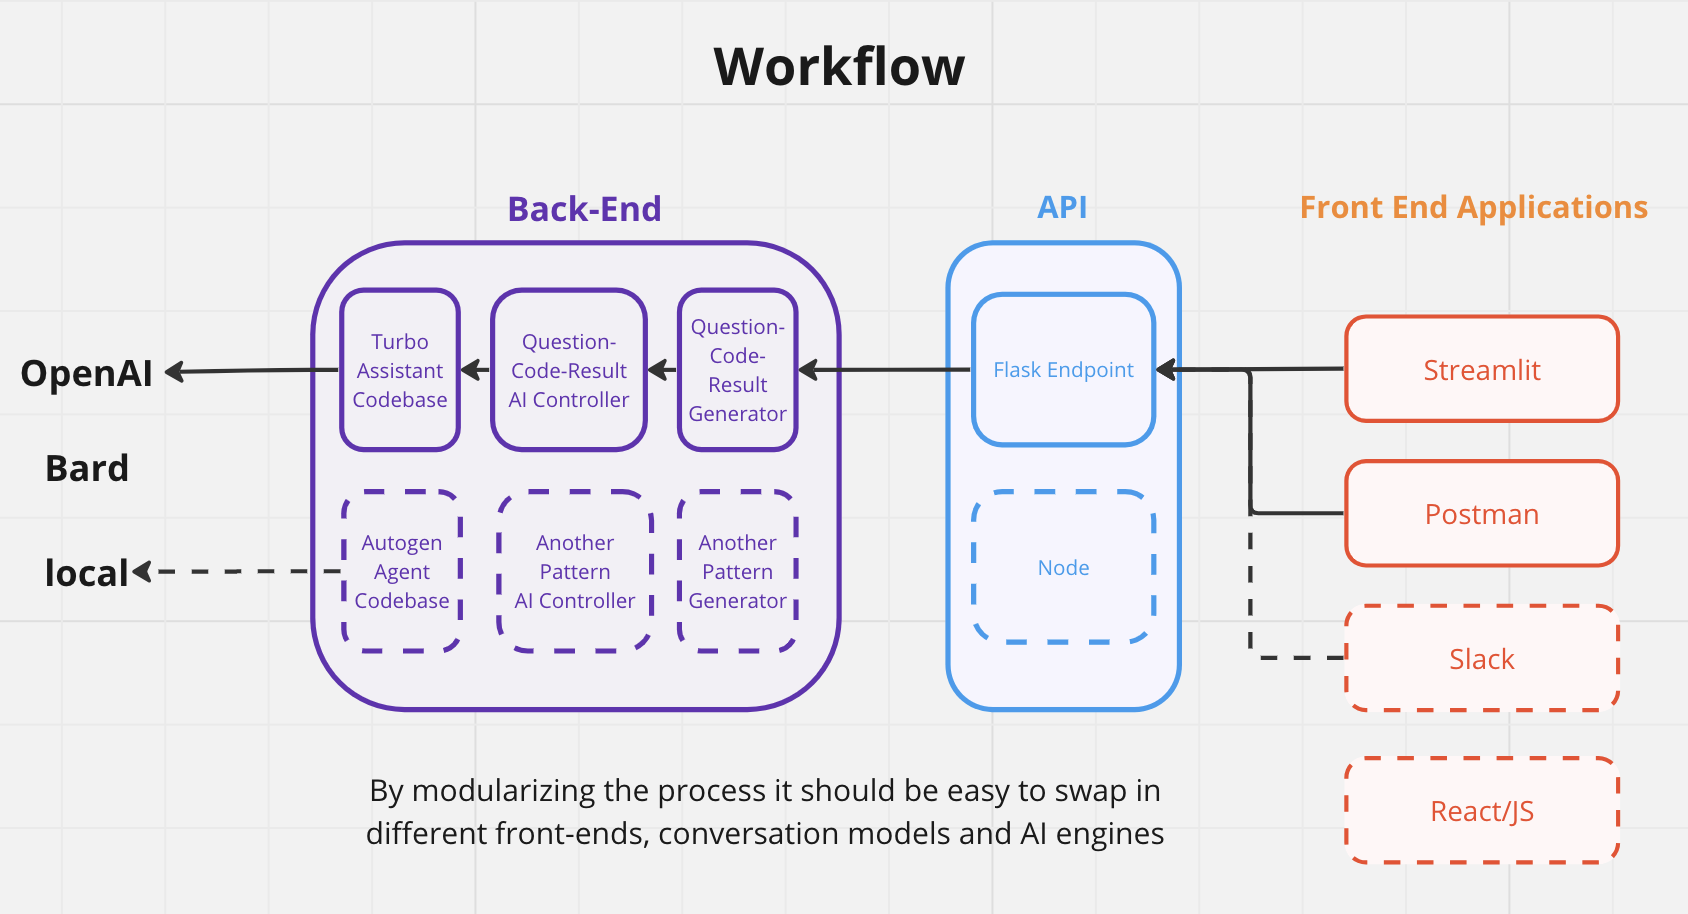 Workflow
Back-End
API
Front End Applications
OpenAI
Bard
local
Turbo
Assistant
Codebase
Question-
Code-Result
AI Controller
Question-
Code-
Result
Generator
Autogen
Agent
Codebase
Another
Pattern
AI Controller
Another
Pattern
Generator
Flask Endpoint
Node
Streamlit
Postman
Slack
React/JS
By modularizing the process it should be easy to swap in
different front-ends, conversation models and AI engines